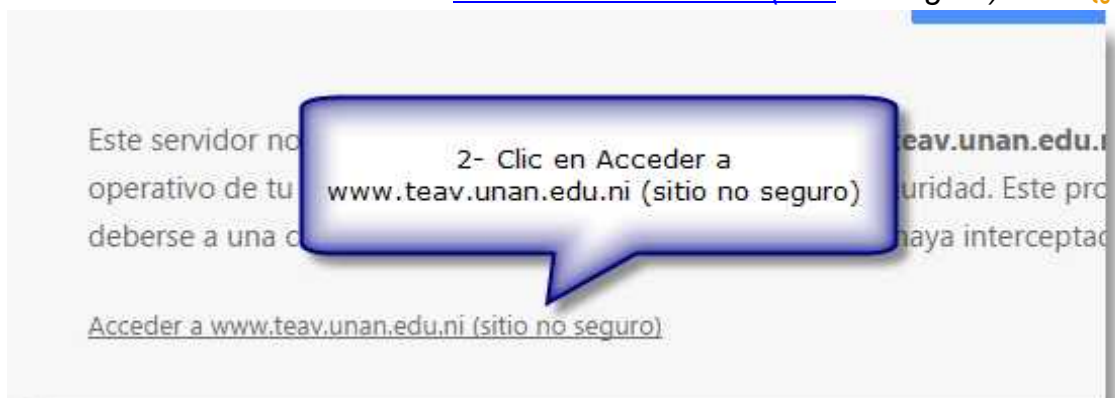 Este servidor no
eav.unan.edu.
operativo de tu
uridad. Este pro
deberse a una
haya interceptad
2- Clic en Acceder a
www.teav.unan.edu.ni (sitio no seguro)
Acceder a www.teav.unan.edu.ni (sitio no seguro)